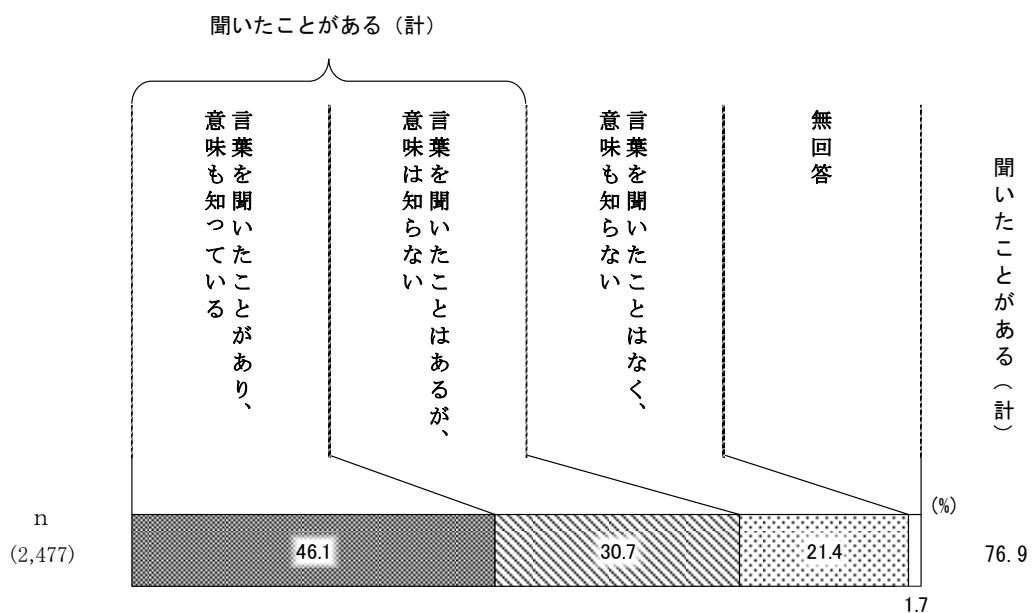 聞いたことがある（計）
言葉を聞いたことがあり、
意味も知っている
言葉を聞いたことはあるが、
意味は知らない
言葉を聞いたことはなく、
意味も知らない
無回答
聞いたことがある（計）
(%)
n
(2,477)
46.1
30.7
21.4
1.7
76.9